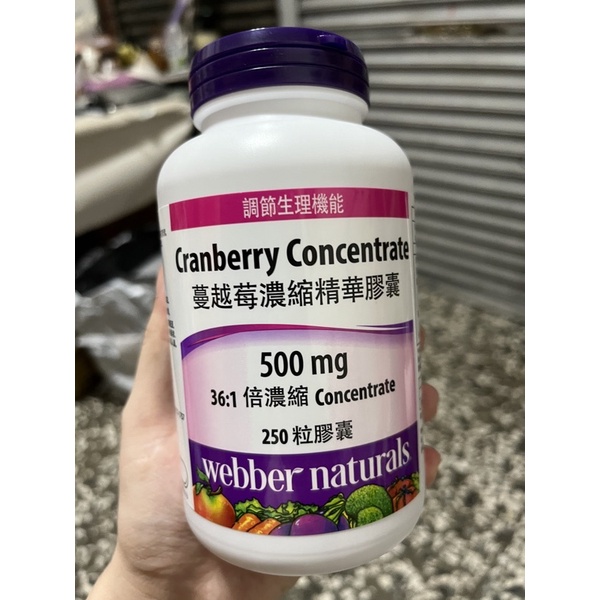 調節生理機能
Cranberry Concentrate
蔓越莓濃縮精華膠囊
500 mg
36:1 倍濃縮 Concentrate
250 粒膠囊
webber naturals